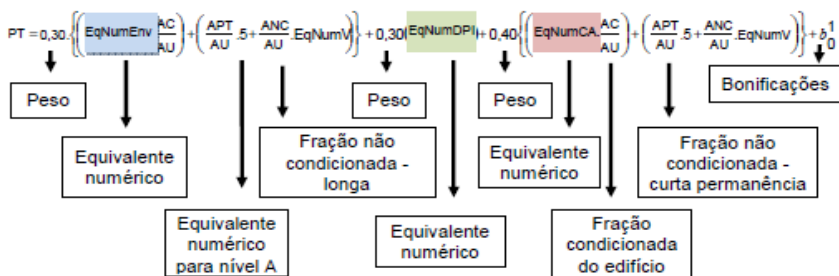 PT = 0,30.{((EqNumEnv AC/AU) + (APT/AU .5 + ANC/AU .EqNumV)} + 0,30(EqNumDPI) + 0,40{((EqNumCA. AC/AU) + (APT/AU .5 + ANC/AU .EqNumV)} + b 1 0
Peso
Peso
Peso
Bonificações
Equivalente
numérico
Fração não
condicionada -
longa
Equivalente
numérico
Fração não
condicionada -
curta permanência
Equivalente
numérico
para nível A
Equivalente
numérico
Fração
condicionada
do edifício